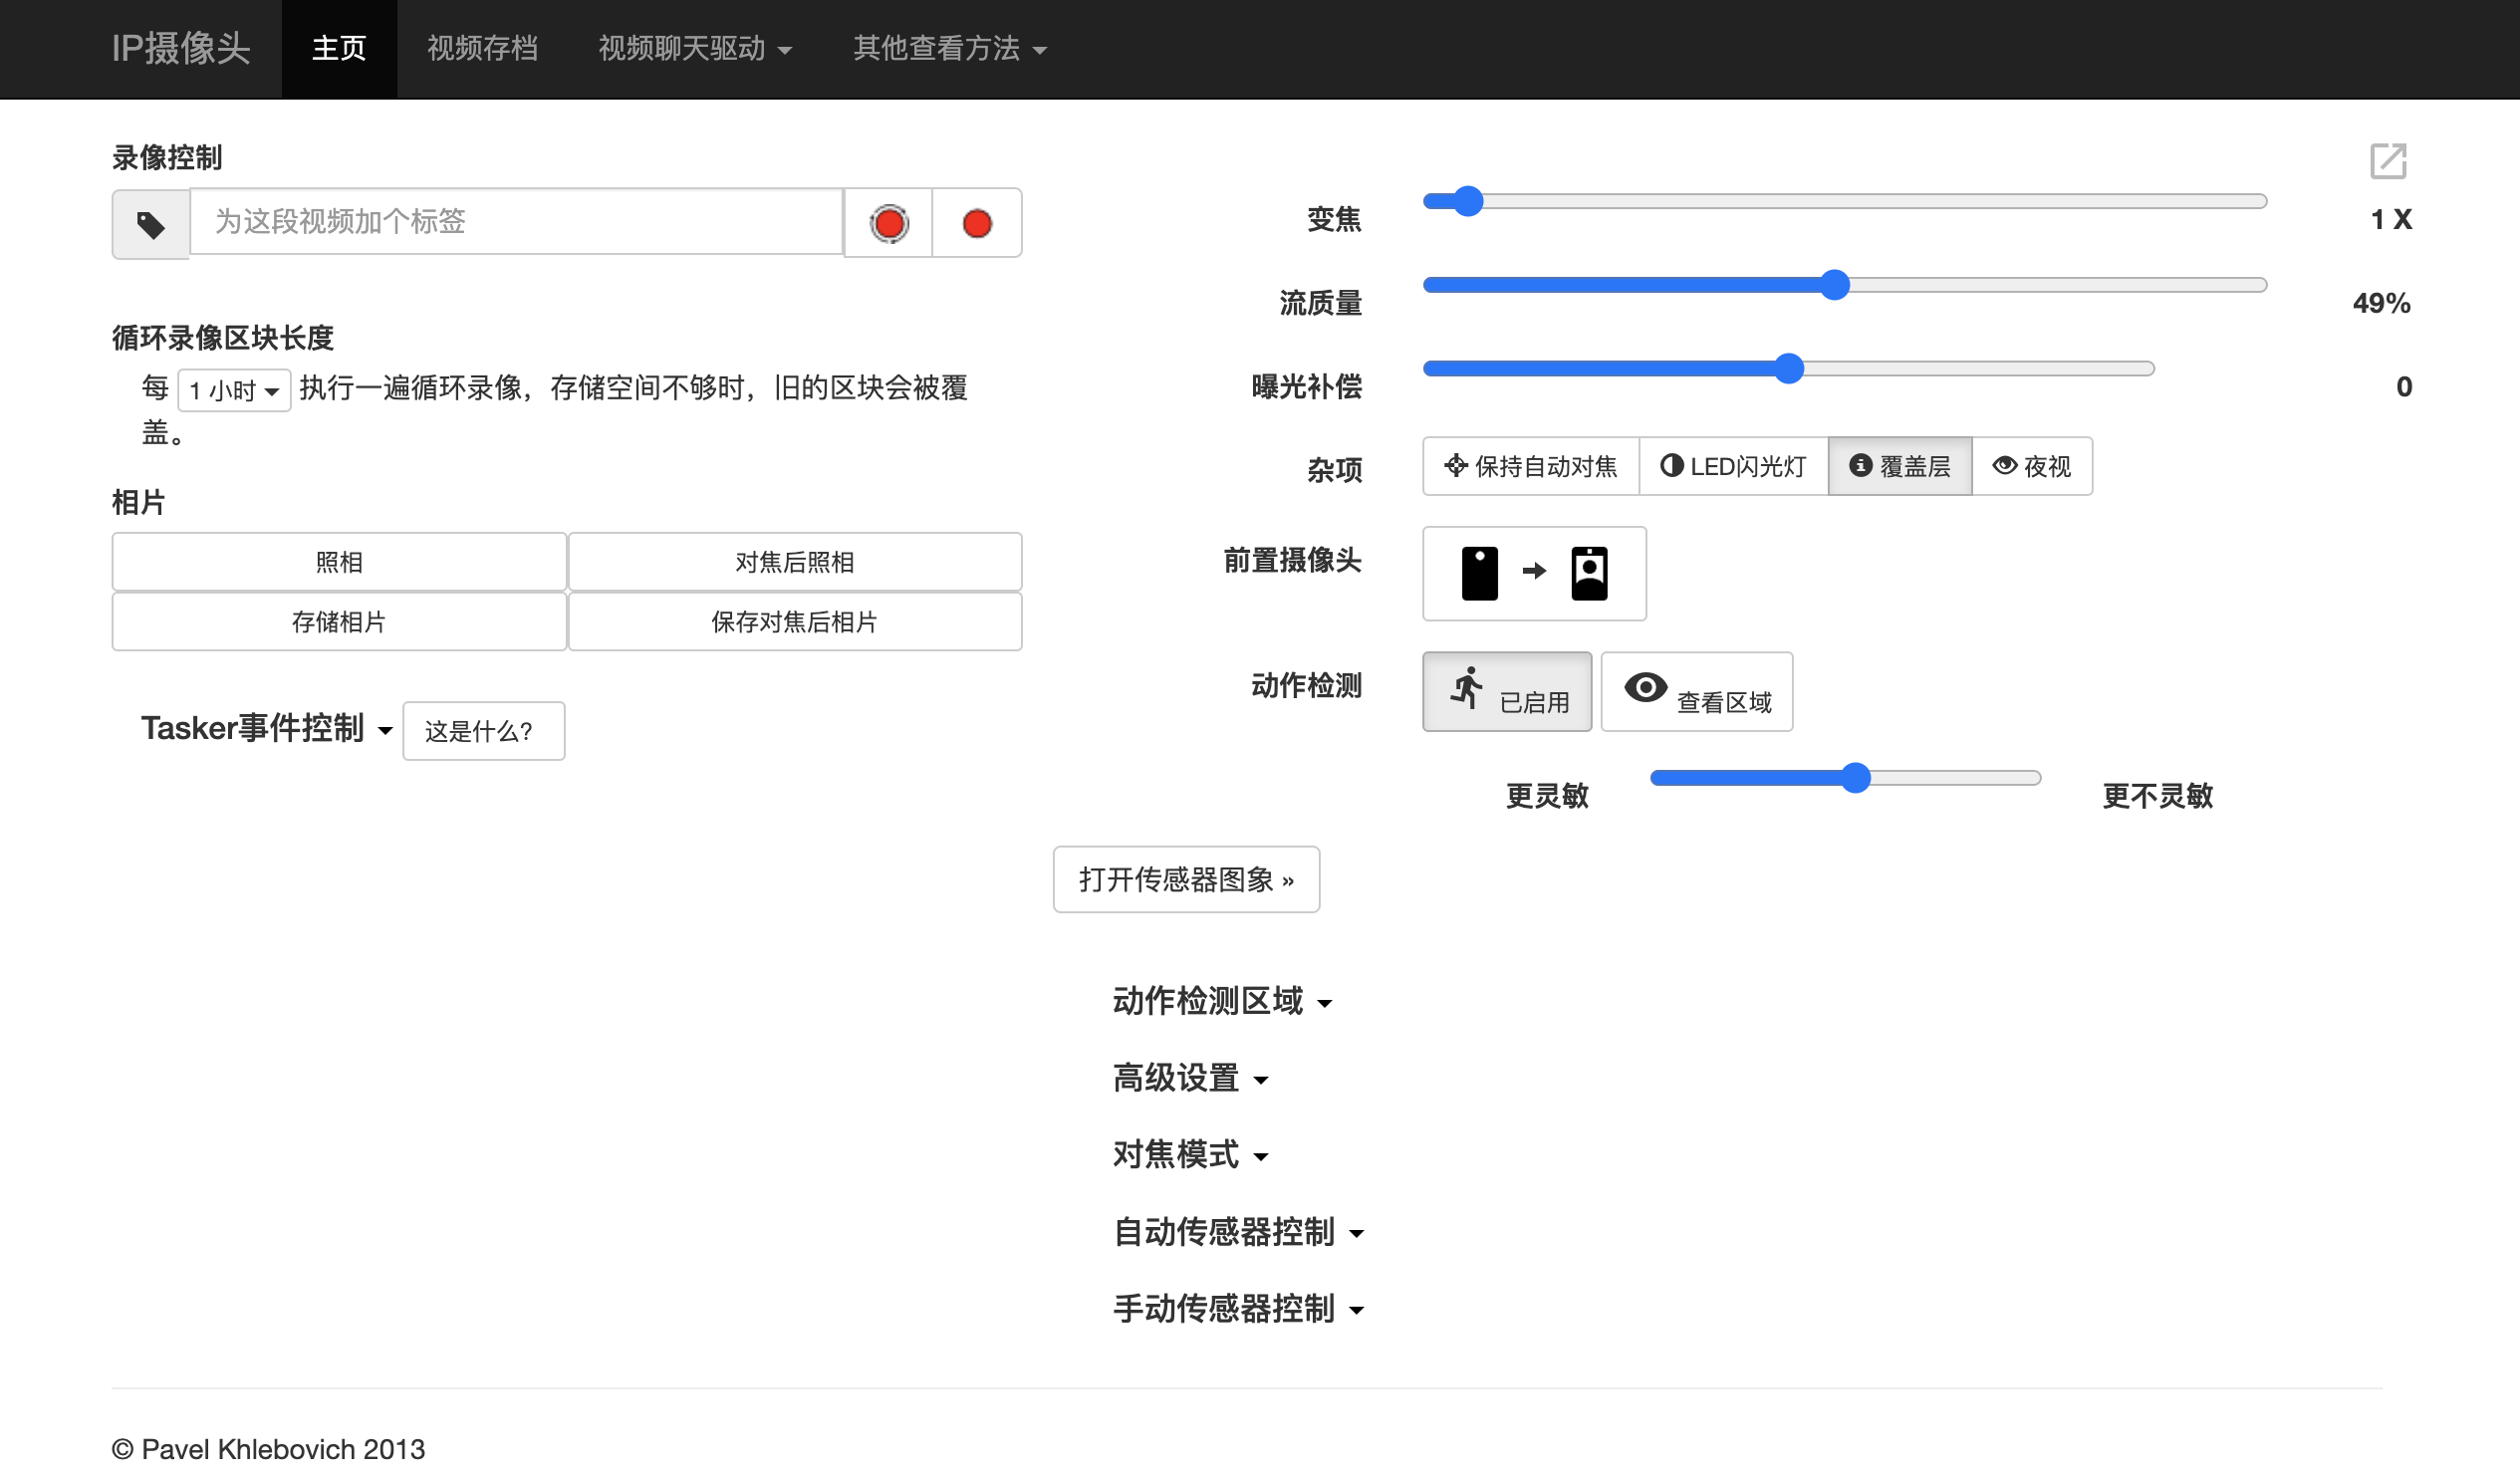 IP摄像头 主页 视频存档 视频聊天驱动 其他查看方法
录像控制
为这段视频加个标签
循环录像区块长度
每 1 小时 执行一遍循环录像，存储空间不够时，旧的区块会被覆
盖。
相片
照相 对焦后照相
存储相片 保存对焦后相片
Tasker事件控制 这是什么?
变焦 1 X
流质量 49%
曝光补偿 0
杂项 保持自动对焦 LED闪光灯 覆盖层 夜视
前置摄像头
动作检测 已启用 查看区域
更灵敏 更不灵敏
打开传感器图象 »
动作检测区域
高级设置
对焦模式
自动传感器控制
手动传感器控制
© Pavel Khlebovich 2013